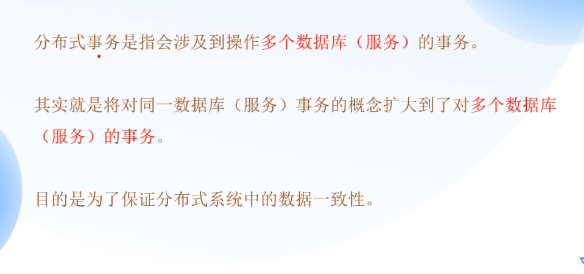 分布式事务是指会涉及到操作多个数据库（服务）的事务。
其实就是将对同一数据库（服务）事务的概念扩大到了对多个数据库
（服务）的事务。
目的是为了保证分布式系统中的数据一致性。